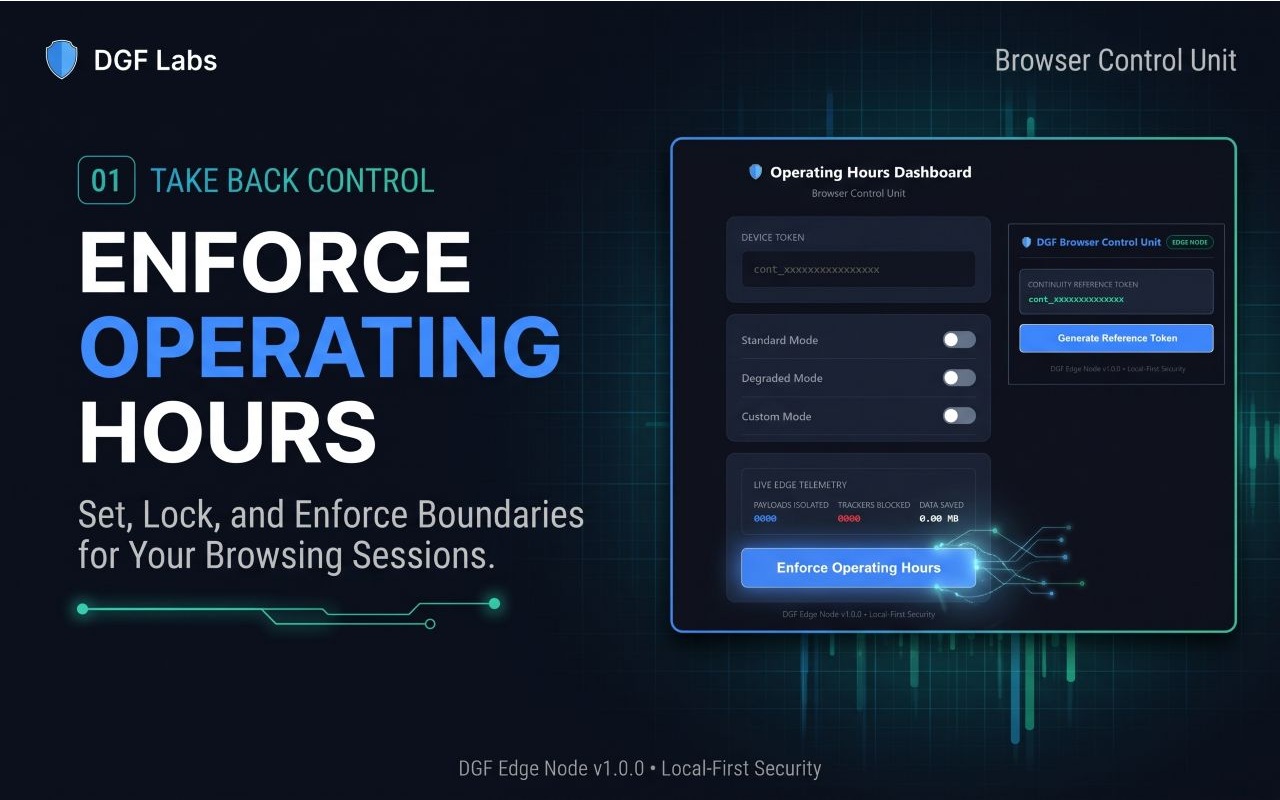 DGF Labs
Browser Control Unit
01 TAKE BACK CONTROL
ENFORCE
OPERATING
HOURS
Set, Lock, and Enforce Boundaries
for Your Browsing Sessions.
Operating Hours Dashboard
Browser Control Unit
DEVICE TOKEN
cont_xxxxxxxxxxxxxxxx
Standard Mode
Degraded Mode
Custom Mode
LIVE EDGE TELEMETRY
PAYLOADS ISOLATED TRACKERS BLOCKED DATA SAVED
0000 0000 0.00 MB
Enforce Operating Hours
DGF Edge Node v1.0.0 • Local-First Security
DGF Browser Control Unit EDGE NODE
CONTINUITY REFERENCE TOKEN
cont_xxxxxxxxxxxxxx
Generate Reference Token
DGF Edge Node v1.0.0 • Local-First Security
DGF Edge Node v1.0.0 • Local-First Security